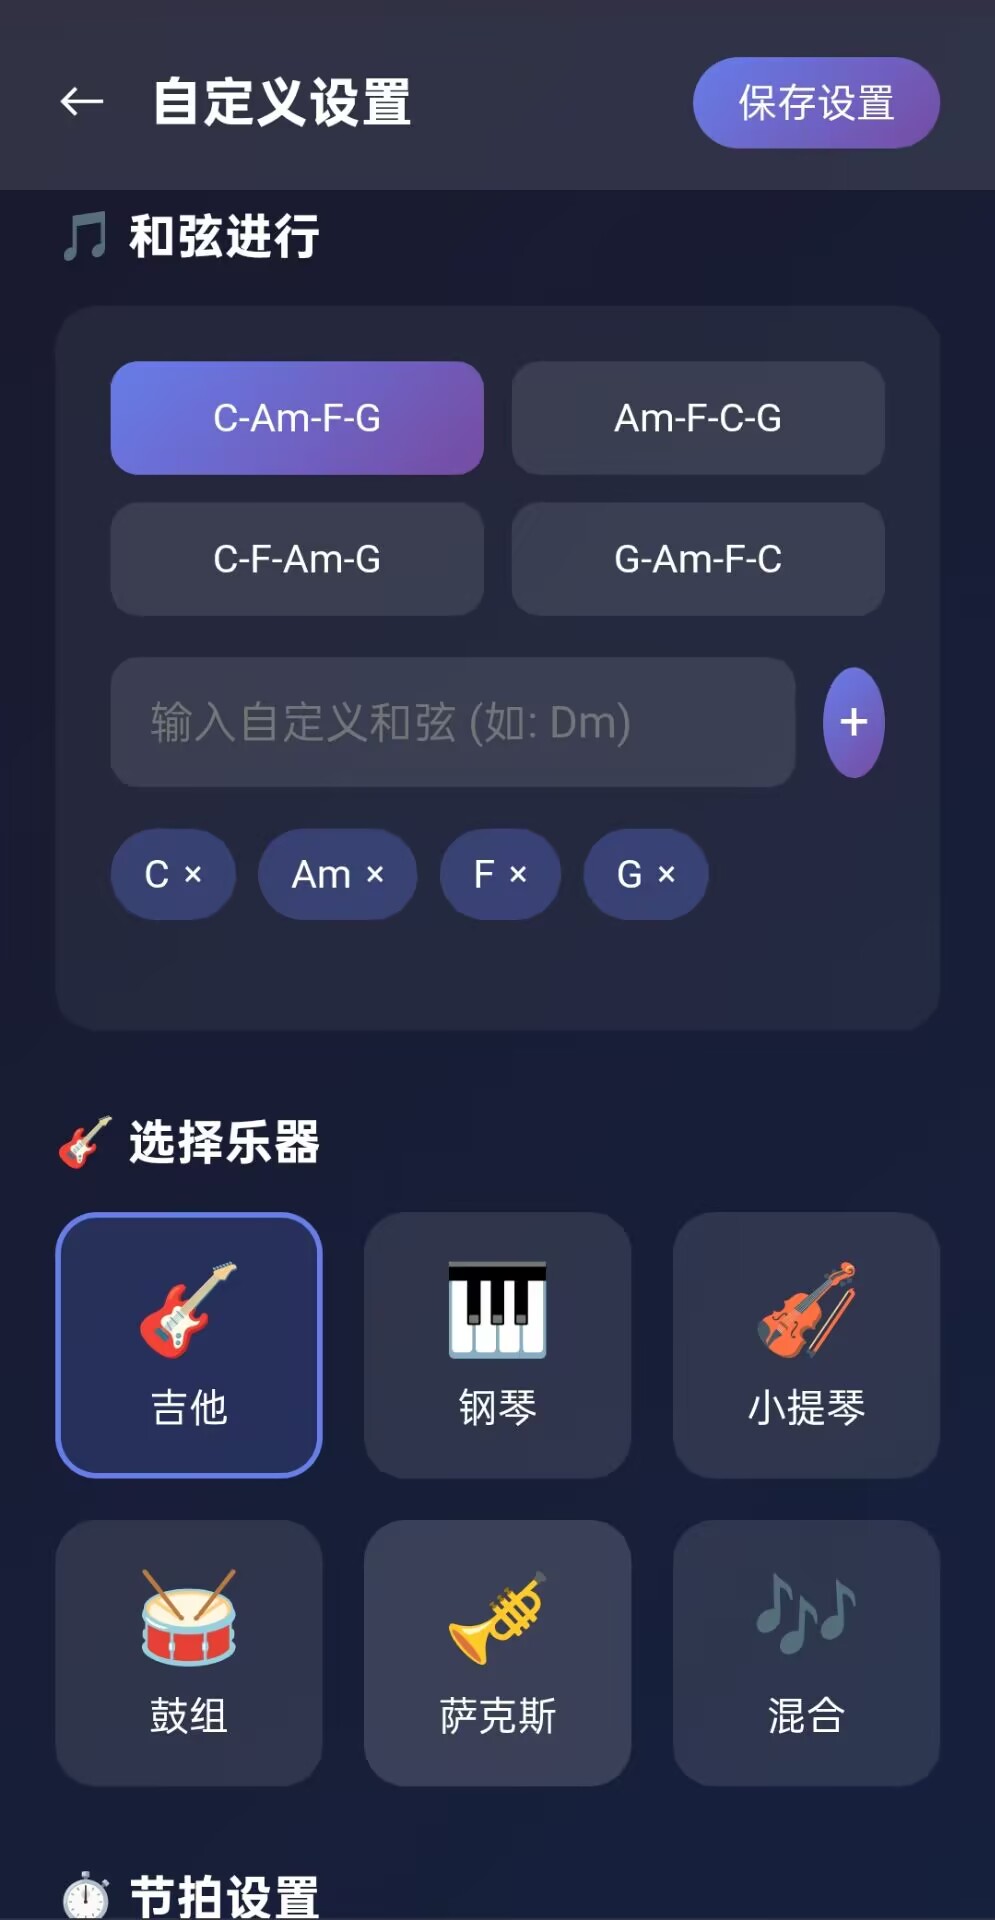 自定义设置
保存设置
和弦进行
C-Am-F-G
Am-F-C-G
C-F-Am-G
G-Am-F-C
输入自定义和弦 (如: Dm)
+
C × Am × F × G ×
选择乐器
吉他
钢琴
小提琴
鼓组
萨克斯
混合
节拍设置